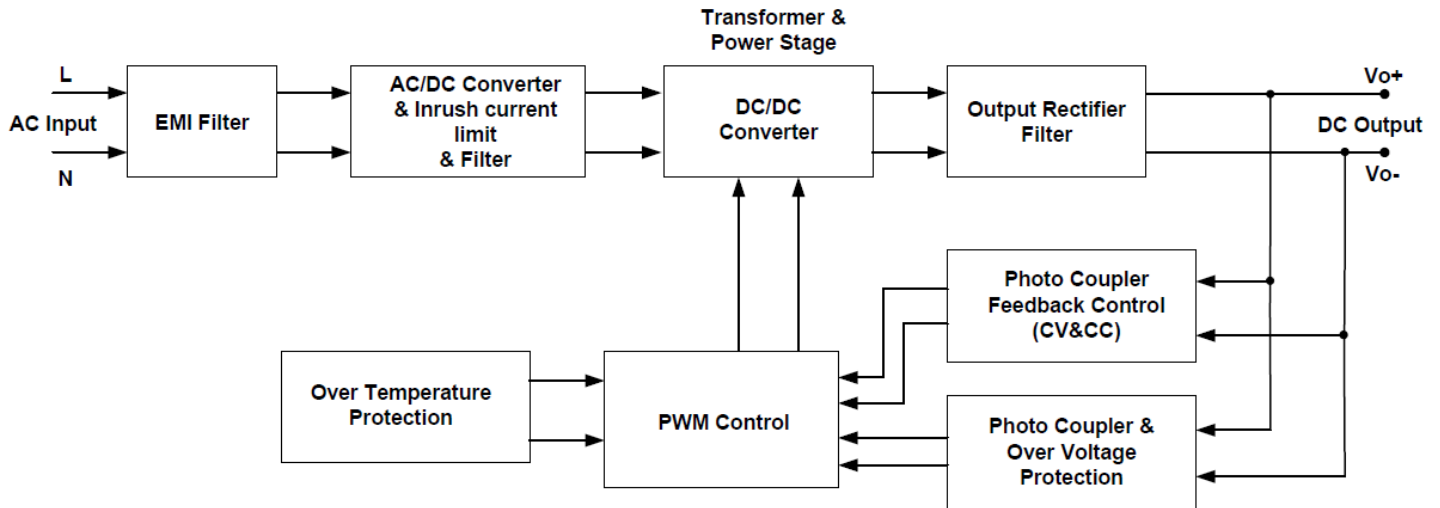 Transformer &
Power Stage
L
AC Input
N
EMI Filter
AC/DC Converter
& Inrush current
limit
& Filter
DC/DC
Converter
Output Rectifier
Filter
Vo+
DC Output
Vo-
Photo Coupler
Feedback Control
(CV&CC)
Over Temperature
Protection
PWM Control
Photo Coupler &
Over Voltage
Protection